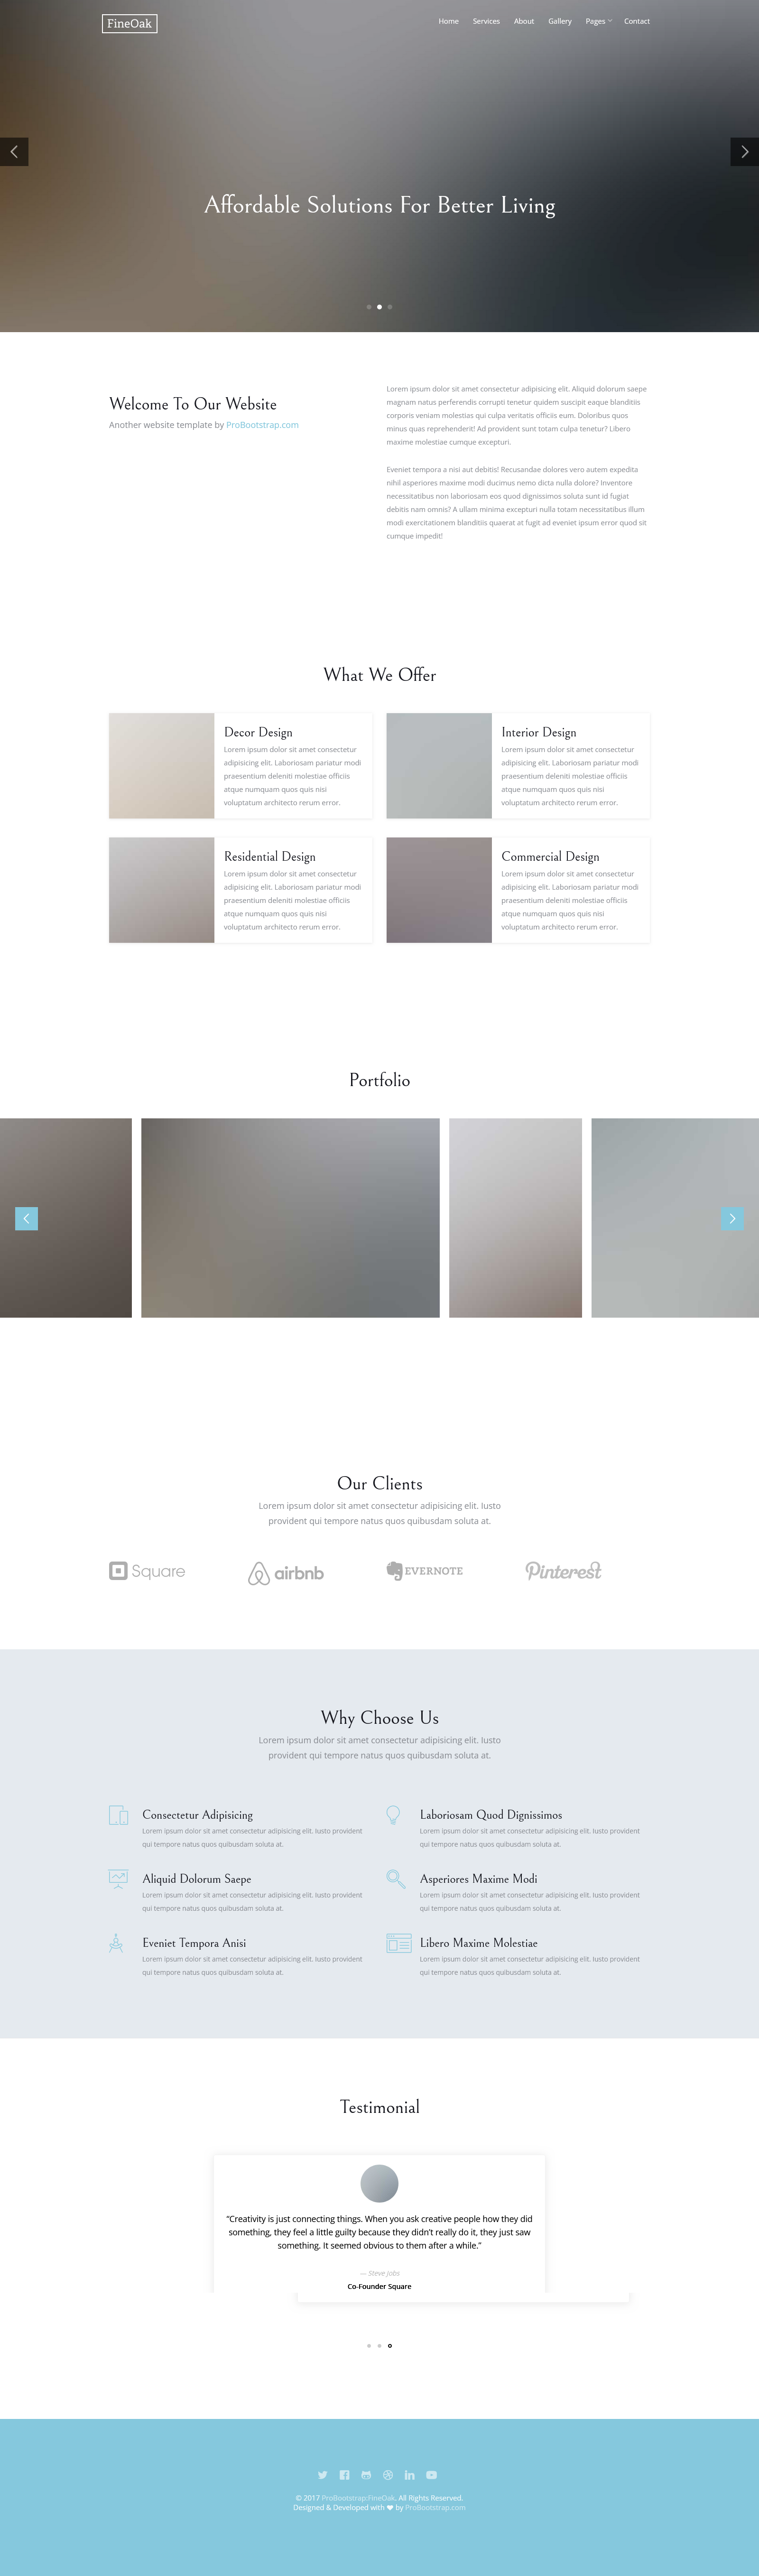 FineOak
Home Services About Gallery Pages Contact
Affordable Solutions For Better Living
Welcome To Our Website
Another website template by ProBootstrap.com
Lorem ipsum dolor sit amet consectetur adipisicing elit. Aliquid dolorum saepe
magnam natus perferendis corrupti tenetur quidem suscipit eaque blanditiis
corporis veniam molestias qui culpa veritatis officiis eum. Doloribus quos
minus quas reprehenderit! Ad provident sunt totam culpa tenetur? Libero
maxime molestiae cumque excepturi.
Eveniet tempora a nisi aut debitis! Recusandae dolores vero autem expedita
nihil asperiores maxime modi ducimus nemo dicta nulla dolore? Inventore
necessitatibus non laboriosam eos quod dignissimos soluta sunt id fugiat
debitis nam omnis? A ullam minima excepturi nulla totam necessitatibus illum
modi exercitationem blanditiis quaerat at fugit ad eveniet ipsum error quod sit
cumque impedit!
What We Offer
Decor Design
Lorem ipsum dolor sit amet consectetur
adipisicing elit. Laboriosam pariatur modi
praesentium deleniti molestiae officiis
atque numquam quos quis nisi
voluptatum architecto rerum error.
Interior Design
Lorem ipsum dolor sit amet consectetur
adipisicing elit. Laboriosam pariatur modi
praesentium deleniti molestiae officiis
atque numquam quos quis nisi
voluptatum architecto rerum error.
Residential Design
Lorem ipsum dolor sit amet consectetur
adipisicing elit. Laboriosam pariatur modi
praesentium deleniti molestiae officiis
atque numquam quos quis nisi
voluptatum architecto rerum error.
Commercial Design
Lorem ipsum dolor sit amet consectetur
adipisicing elit. Laboriosam pariatur modi
praesentium deleniti molestiae officiis
atque numquam quos quis nisi
voluptatum architecto rerum error.
Portfolio
Our Clients
Lorem ipsum dolor sit amet consectetur adipisicing elit. Iusto
provident qui tempore natus quos quibusdam soluta at.
Square
airbnb
EVERNOTE
Pinterest
Why Choose Us
Lorem ipsum dolor sit amet consectetur adipisicing elit. Iusto
provident qui tempore natus quos quibusdam soluta at.
Consectetur Adipisicing
Lorem ipsum dolor sit amet consectetur adipisicing elit. Iusto provident
qui tempore natus quos quibusdam soluta at.
Laboriosam Quod Dignissimos
Lorem ipsum dolor sit amet consectetur adipisicing elit. Iusto provident
qui tempore natus quos quibusdam soluta at.
Aliquid Dolorum Saepe
Lorem ipsum dolor sit amet consectetur adipisicing elit. Iusto provident
qui tempore natus quos quibusdam soluta at.
Asperiores Maxime Modi
Lorem ipsum dolor sit amet consectetur adipisicing elit. Iusto provident
qui tempore natus quos quibusdam soluta at.
Eveniet Tempora Anisi
Lorem ipsum dolor sit amet consectetur adipisicing elit. Iusto provident
qui tempore natus quos quibusdam soluta at.
Libero Maxime Molestiae
Lorem ipsum dolor sit amet consectetur adipisicing elit. Iusto provident
qui tempore natus quos quibusdam soluta at.
Testimonial
“Creativity is just connecting things. When you ask creative people how they did
something, they feel a little guilty because they didn’t really do it, they just saw
something. It seemed obvious to them after a while.”
— Steve Jobs
Co-Founder Square
© 2017 ProBootstrap:FineOak. All Rights Reserved.
Designed & Developed with ♥ by ProBootstrap.com